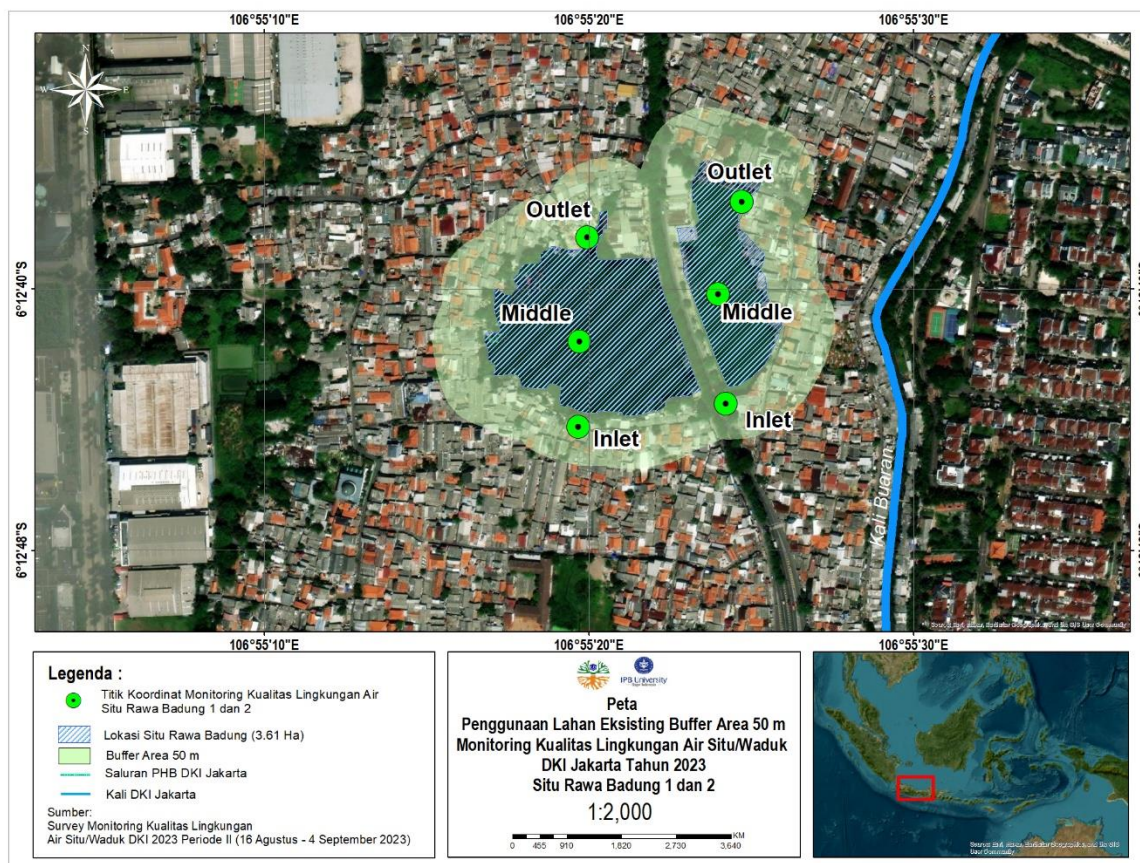 106°55'10"E 106°55'20"E 106°55'30"E
N
W E
S
Outlet
Outlet
6°12'40"S
Middle
Middle
Inlet
Inlet
Kali Buaran
6°12'48"S
106°55'10"E 106°55'20"E 106°55'30"E
Legenda :
Titik Koordinat Monitoring Kualitas Lingkungan Air
Situ Rawa Badung 1 dan 2
Lokasi Situ Rawa Badung (3.61 Ha)
Buffer Area 50 m
Saluran PHB DKI Jakarta
Kali DKI Jakarta
Sumber:
Survey Monitoring Kualitas Lingkungan
Air Situ/Waduk DKI 2023 Periode II (16 Agustus - 4 September 2023)
IPB University
Peta
Penggunaan Lahan Eksisting Buffer Area 50 m
Monitoring Kualitas Lingkungan Air Situ/Waduk
DKI Jakarta Tahun 2023
Situ Rawa Badung 1 dan 2
1:2,000
KM
0 455 910 1,820 2,730 3,640